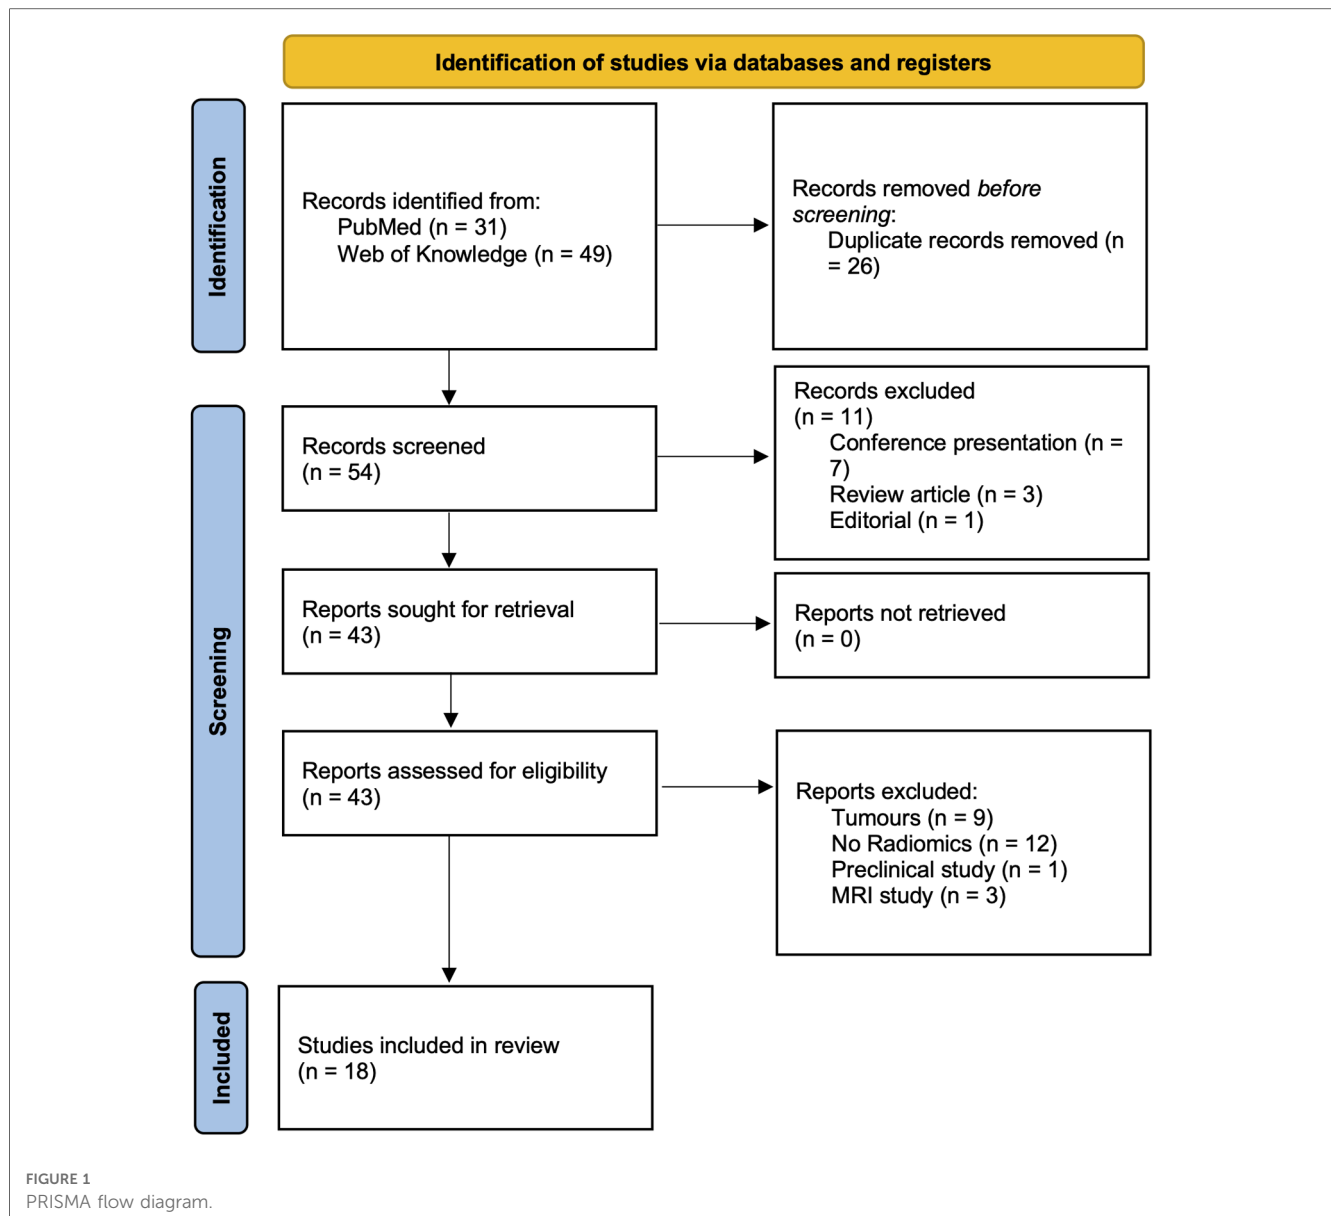 Identification of studies via databases and registers
Identification
Records identified from:
PubMed (n = 31)
Web of Knowledge (n = 49)
Records removed before
screening:
Duplicate records removed (n
= 26)
Screening
Records screened
(n = 54)
Records excluded
(n = 11)
Conference presentation (n =
7)
Review article (n = 3)
Editorial (n = 1)
Reports sought for retrieval
(n = 43)
Reports not retrieved
(n = 0)
Reports assessed for eligibility
(n = 43)
Reports excluded:
Tumours (n = 9)
No Radiomics (n = 12)
Preclinical study (n = 1)
MRI study (n = 3)
Included
Studies included in review
(n = 18)
FIGURE 1
PRISMA flow diagram.